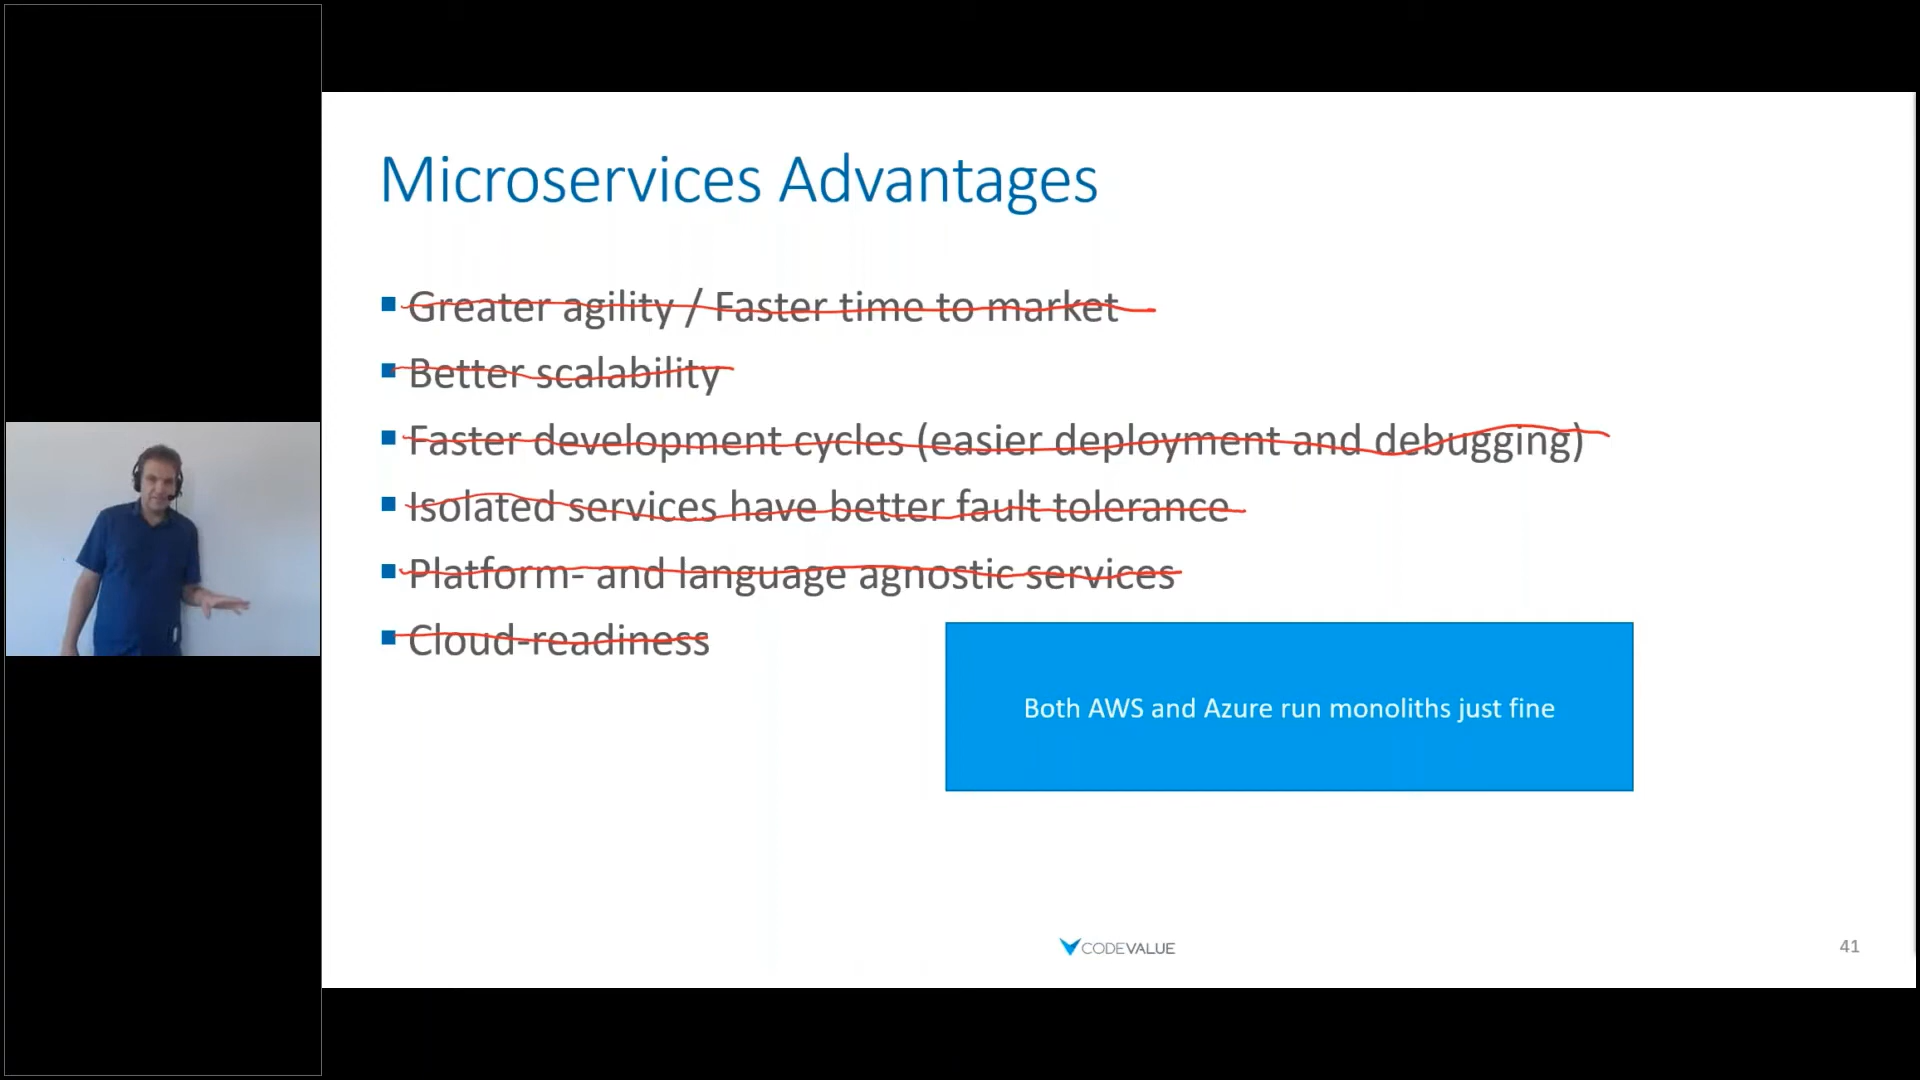 Microservices Advantages
Greater agility / Faster time to market
Better scalability
Faster development cycles (easier deployment and debugging)
Isolated services have better fault tolerance
Platform- and language agnostic services
Cloud-readiness
Both AWS and Azure run monoliths just fine
CODEVALUE
41